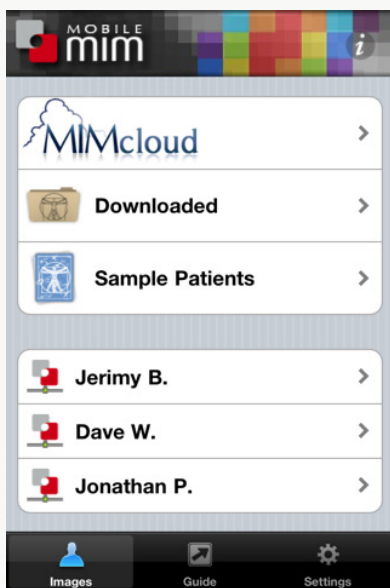 MOBILE
mim
i
MIMcloud
Downloaded
Sample Patients
Jerimy B.
Dave W.
Jonathan P.
Images
Guide
Settings